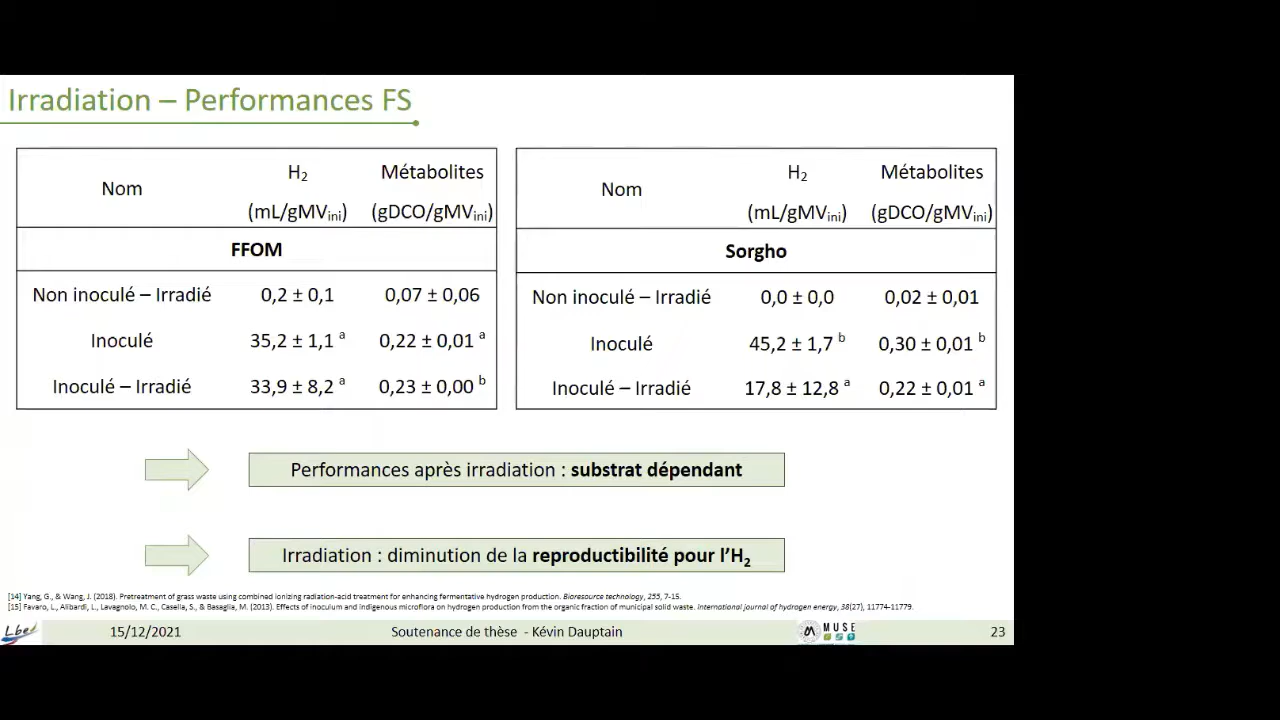 Irradiation – Performances FS
Nom H₂ Métabolites
(mL/gMVini) (gDCO/gMVini)
FFOM
Non inoculé – Irradié 0,2 ± 0,1 0,07 ± 0,06
Inoculé 35,2 ± 1,1 a 0,22 ± 0,01 a
Inoculé – Irradié 33,9 ± 8,2 a 0,23 ± 0,00 b
Nom H₂ Métabolites
(mL/gMVini) (gDCO/gMVini)
Sorgho
Non inoculé – Irradié 0,0 ± 0,0 0,02 ± 0,01
Inoculé 45,2 ± 1,7 b 0,30 ± 0,01 b
Inoculé – Irradié 17,8 ± 12,8 a 0,22 ± 0,01 a
Performances après irradiation : substrat dépendant
Irradiation : diminution de la reproductibilité pour l’H₂
[14] Yang, G., & Wang, J. (2018). Pretreatment of grass waste using combined ionizing radiation-acid treatment for enhancing fermentative hydrogen production. Bioresource technology, 255, 7-15.
[15] Favaro, L., Alibardi, L., Lavagnolo, M. C., Casella, S., & Basaglia, M. (2013). Effects of inoculum and indigenous microflora on hydrogen production from the organic fraction of municipal solid waste. International journal of hydrogen energy, 38(27), 11774-11779.
Lbe 15/12/2021 Soutenance de thèse - Kévin Dauptain MUSE 23